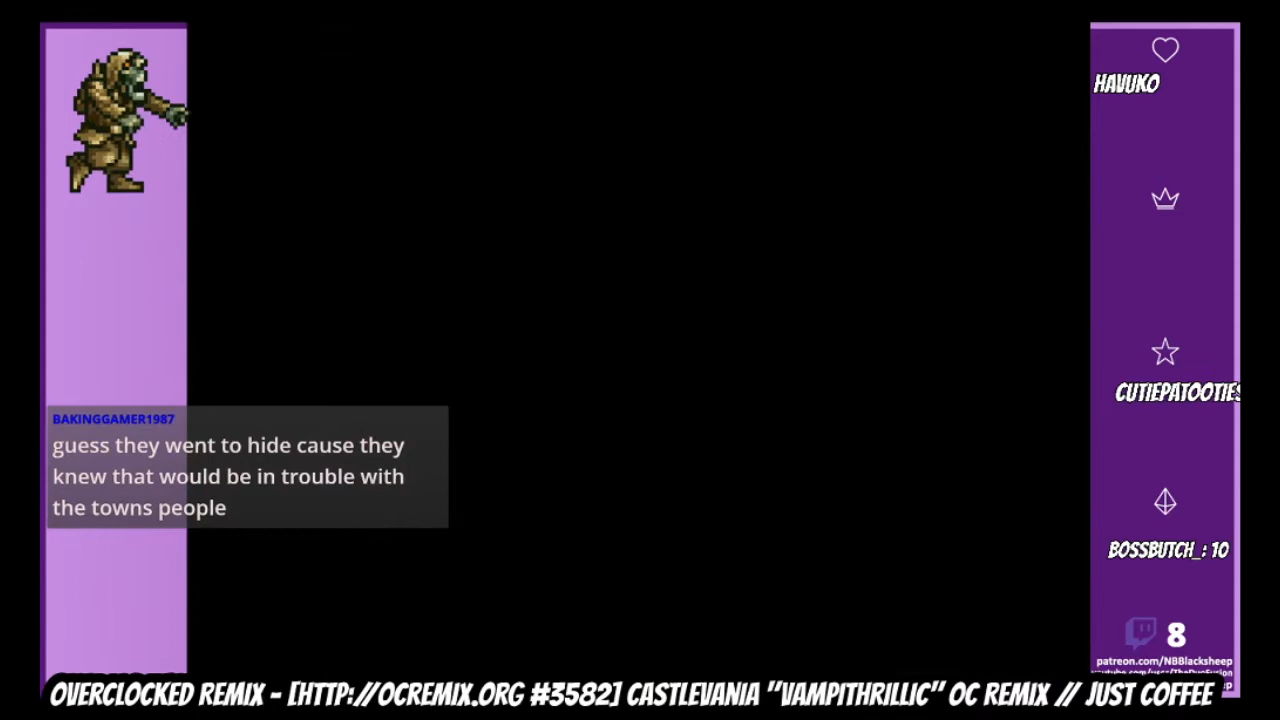 HAVUKO
CUTIEPATOOTIES
BAKINGGAMER1987
guess they went to hide cause they
knew that would be in trouble with
the towns people
BOSSBUTCH_: 10
8
patreon.com/NBBlacksheep
OVERCLOCKED REMIX - [HTTP://OCREMIX.ORG #3582] CASTLEVANIA "VAMPITHRILLIC" OC REMIX // JUST COFFEE